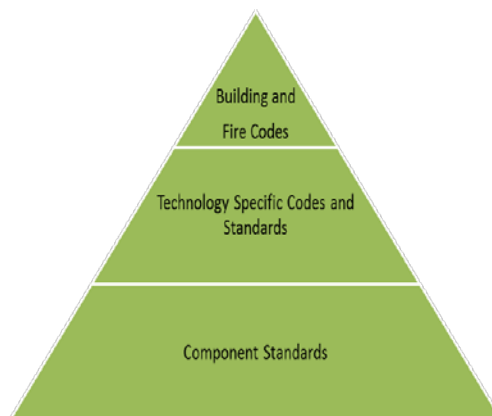 Building and
Fire Codes
Technology Specific Codes and
Standards
Component Standards